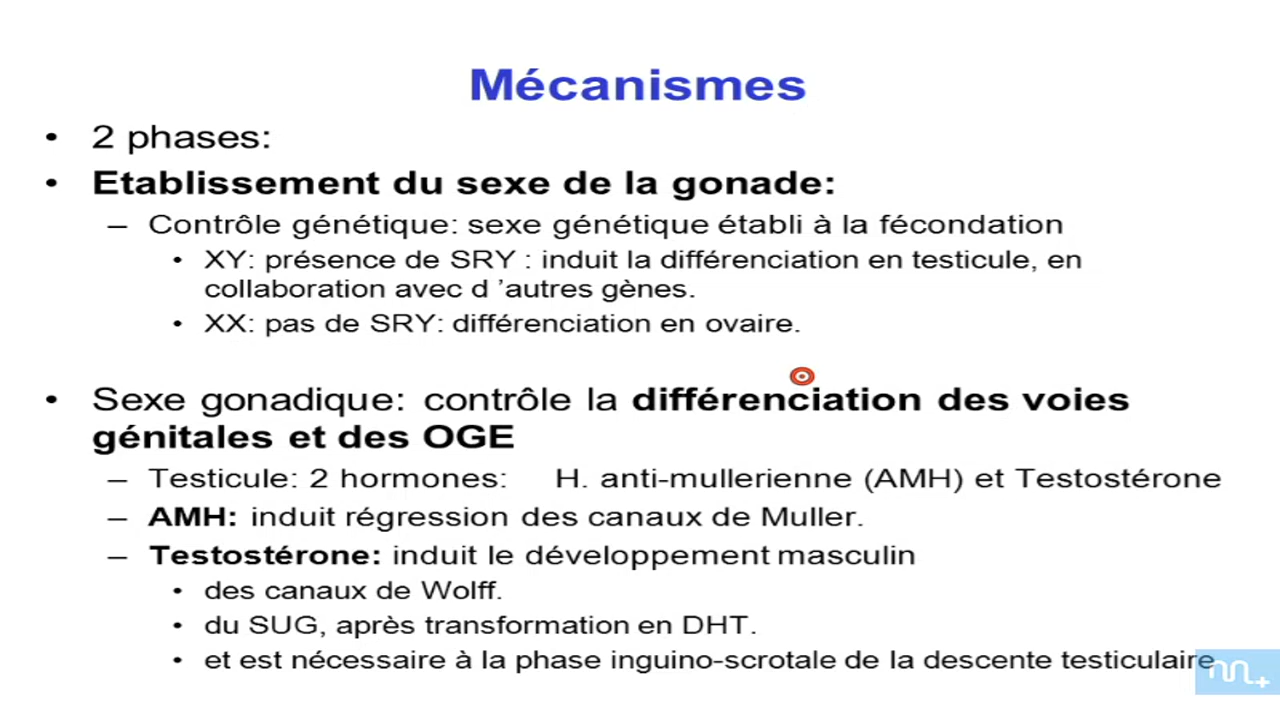 Mécanismes
• 2 phases:
• Etablissement du sexe de la gonade:
– Contrôle génétique: sexe génétique établi à la fécondation
• XY: présence de SRY : induit la différenciation en testicule, en
collaboration avec d ’autres gènes.
• XX: pas de SRY: différenciation en ovaire.
• Sexe gonadique: contrôle la différenciation des voies
génitales et des OGE
– Testicule: 2 hormones: H. anti-mullerienne (AMH) et Testostérone
– AMH: induit régression des canaux de Muller.
– Testostérone: induit le développement masculin
• des canaux de Wolff.
• du SUG, après transformation en DHT.
• et est nécessaire à la phase inguino-scrotale de la descente testiculaire